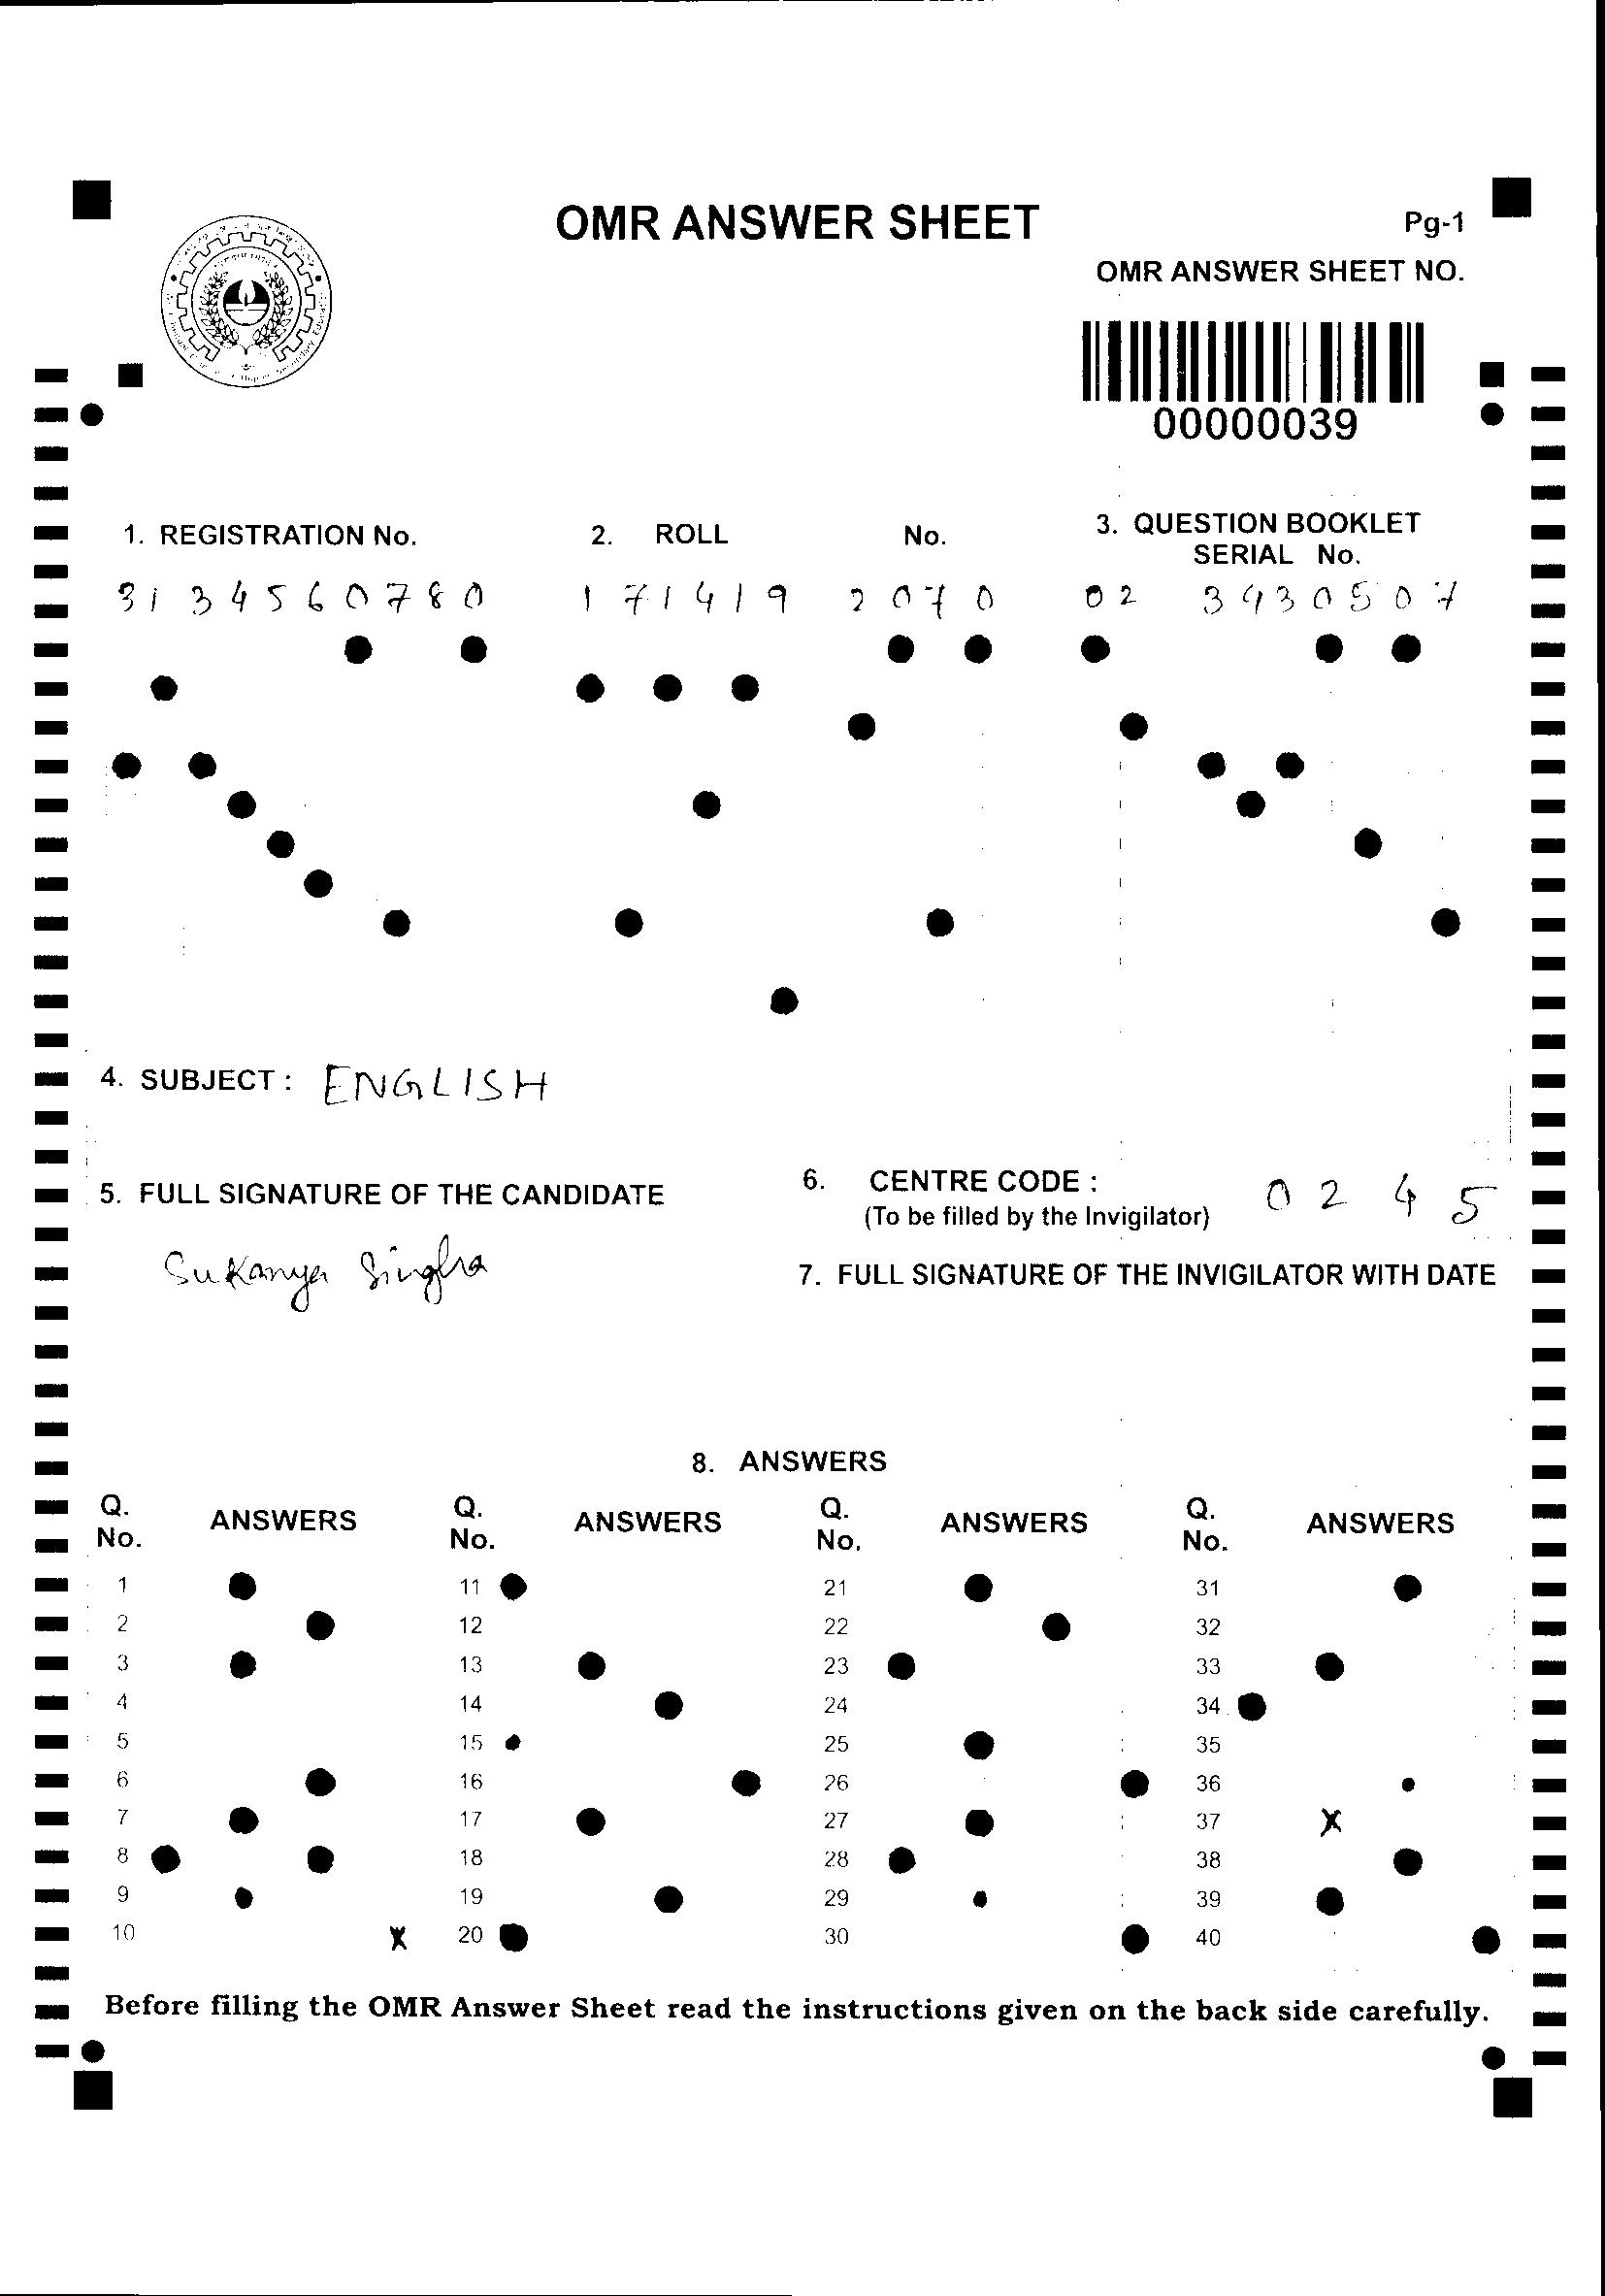 OMR ANSWER SHEET
Pg-1
OMR ANSWER SHEET NO.
00000039
1. REGISTRATION No.
2. ROLL No.
3. QUESTION BOOKLET
SERIAL No.
3134560780
171419 2070
02 3430507
4. SUBJECT : ENGLISH
5. FULL SIGNATURE OF THE CANDIDATE
Sukanya Singha
6. CENTRE CODE : 0245
(To be filled by the Invigilator)
7. FULL SIGNATURE OF THE INVIGILATOR WITH DATE
8. ANSWERS
Q. No. ANSWERS Q. No. ANSWERS Q. No. ANSWERS Q. No. ANSWERS
1 11 21 31
2 12 22 32
3 13 23 33
4 14 24 34
5 15 25 35
6 16 26 36
7 17 27 37
8 18 28 38
9 19 29 39
10 20 30 40
Before filling the OMR Answer Sheet read the instructions given on the back side carefully.